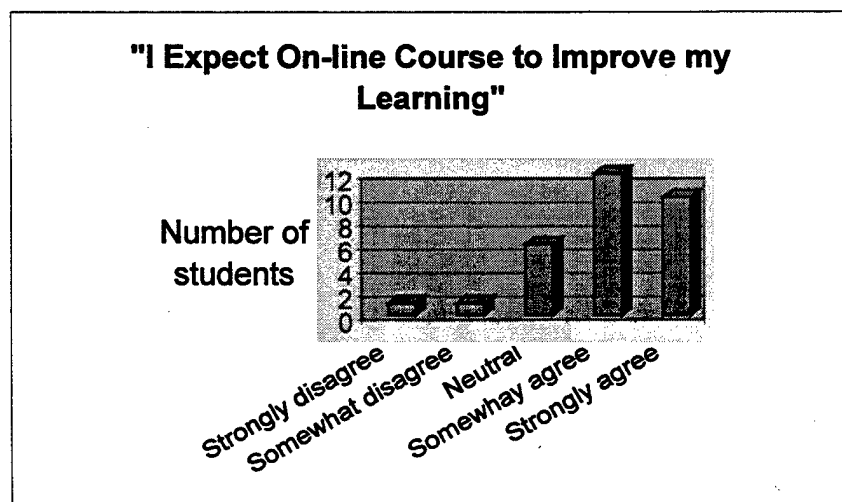 "I Expect On-line Course to Improve my
Learning"
Number of
students
12
10
8
6
4
2
0
Strongly disagree
Somewhat disagree
Neutral
Somewhay agree
Strongly agree